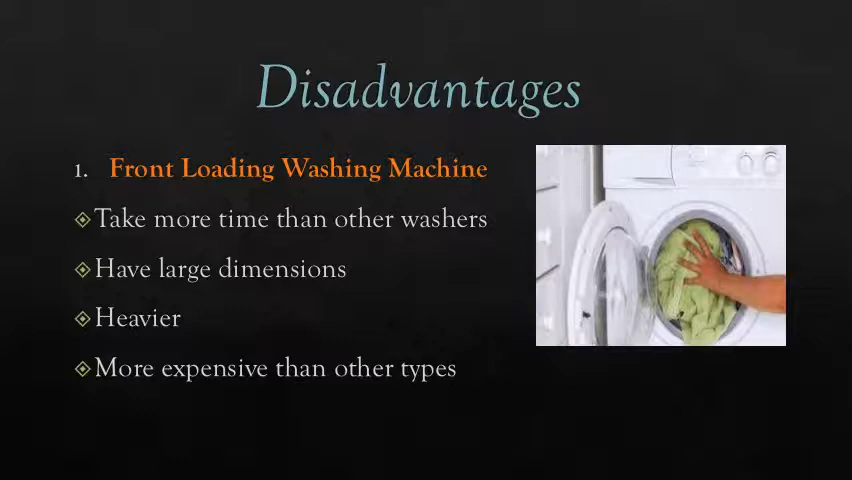 Disadvantages
1. Front Loading Washing Machine
Take more time than other washers
Have large dimensions
Heavier
More expensive than other types